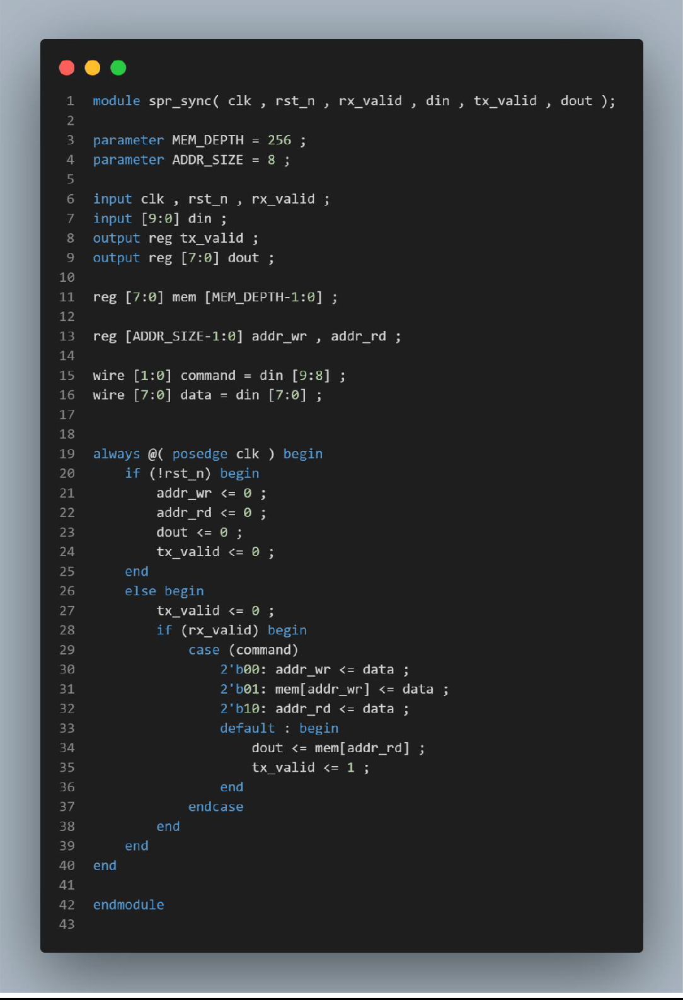 1 module spr_sync( clk , rst_n , rx_valid , din , tx_valid , dout );
2
3 parameter MEM_DEPTH = 256 ;
4 parameter ADDR_SIZE = 8 ;
5
6 input clk , rst_n , rx_valid ;
7 input [9:0] din ;
8 output reg tx_valid ;
9 output reg [7:0] dout ;
10
11 reg [7:0] mem [MEM_DEPTH-1:0] ;
12
13 reg [ADDR_SIZE-1:0] addr_wr , addr_rd ;
14
15 wire [1:0] command = din [9:8] ;
16 wire [7:0] data = din [7:0] ;
17
18
19 always @( posedge clk ) begin
20     if (!rst_n) begin
21         addr_wr <= 0 ;
22         addr_rd <= 0 ;
23         dout <= 0 ;
24         tx_valid <= 0 ;
25     end
26     else begin
27         tx_valid <= 0 ;
28         if (rx_valid) begin
29             case (command)
30                 2'b00: addr_wr <= data ;
31                 2'b01: mem[addr_wr] <= data ;
32                 2'b10: addr_rd <= data ;
33                 default : begin
34                     dout <= mem[addr_rd] ;
35                     tx_valid <= 1 ;
36                 end
37             endcase
38         end
39     end
40 end
41
42 endmodule
43